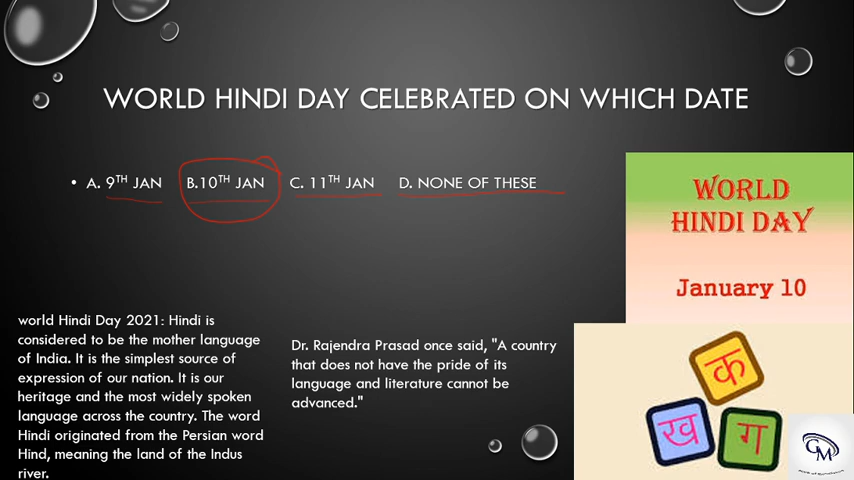 WORLD HINDI DAY CELEBRATED ON WHICH DATE
• A. 9TH JAN B.10TH JAN C. 11TH JAN D. NONE OF THESE
WORLD
HINDI DAY
January 10
world Hindi Day 2021: Hindi is
considered to be the mother language
of India. It is the simplest source of
expression of our nation. It is our
heritage and the most widely spoken
language across the country. The word
Hindi originated from the Persian word
Hind, meaning the land of the Indus
river.
Dr. Rajendra Prasad once said, "A country
that does not have the pride of its
language and literature cannot be
advanced."
क
ख ग
GM